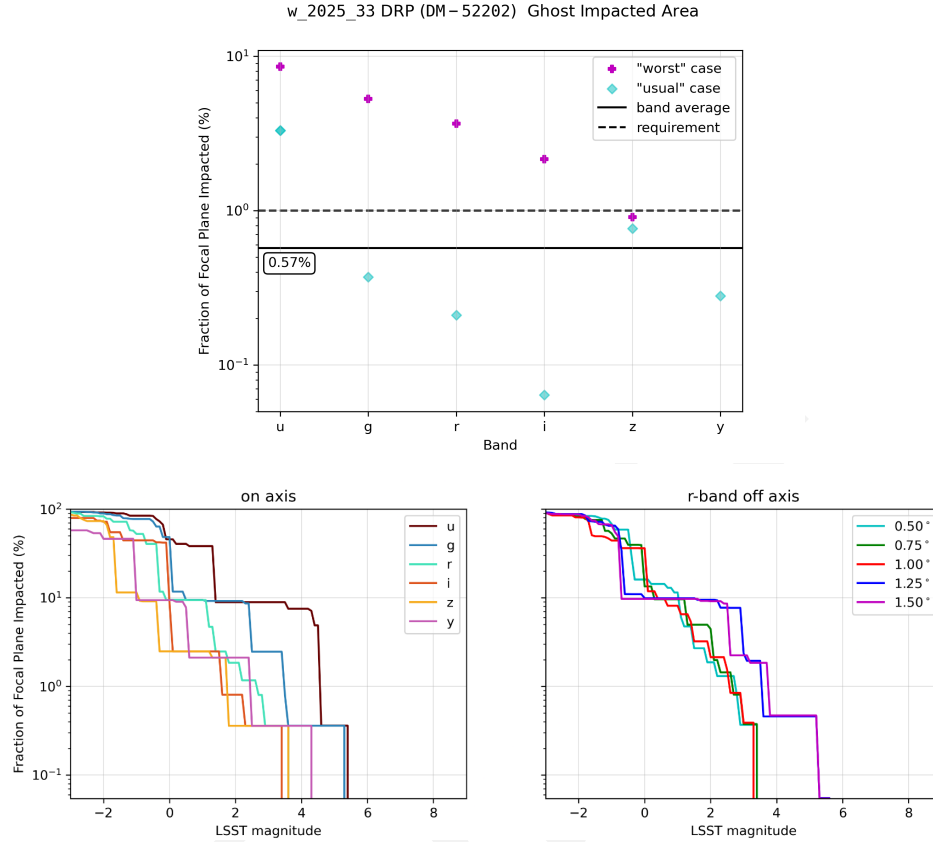 w_2025_33 DRP (DM−52202) Ghost Impacted Area
Fraction of Focal Plane Impacted (%)
10¹
10⁰
10⁻¹
"worst" case
"usual" case
band average
requirement
0.57%
u g r i z y
Band
on axis
Fraction of Focal Plane Impacted (%)
10²
10¹
10⁰
10⁻¹
u
g
r
i
z
y
−2 0 2 4 6 8
LSST magnitude
r-band off axis
0.50°
0.75°
1.00°
1.25°
1.50°
−2 0 2 4 6 8
LSST magnitude